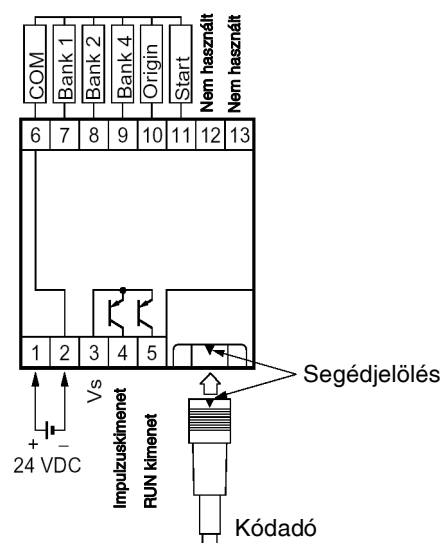 COM
Bank 1
Bank 2
Bank 4
Origin
Start
Nem használt
Nem használt
6 7 8 9 10 11 12 13
1 2 3 4 5
Segédjelölés
+ –
24 VDC
Vs
Impulzuskimenet
RUN kimenet
Kódadó